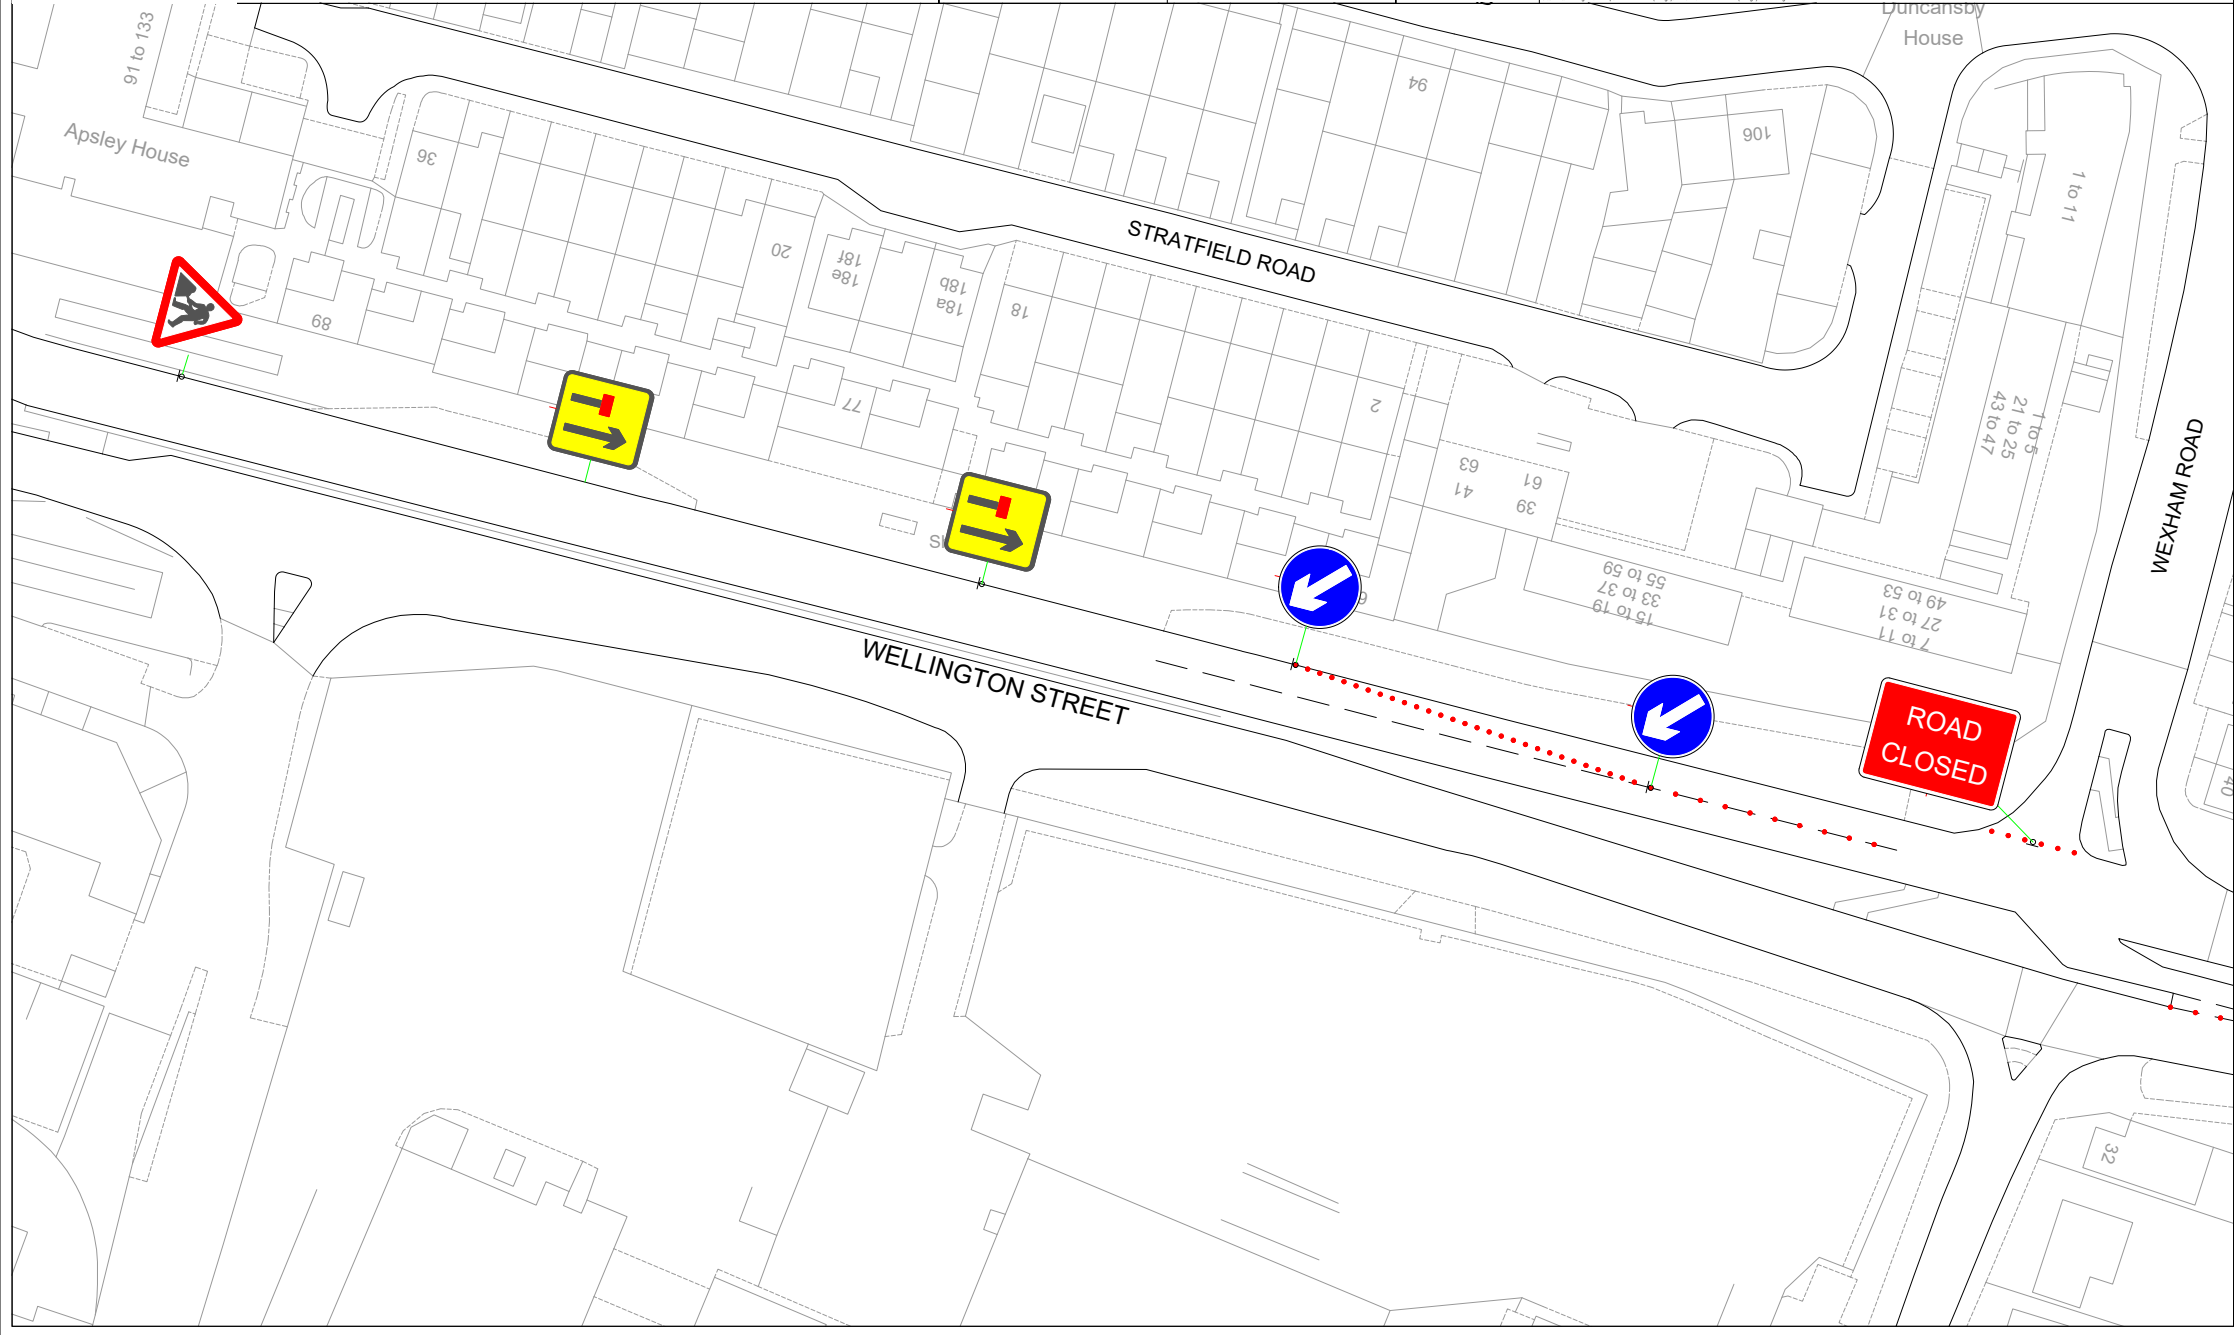 Duncansby
House
91 to 133
Apsley House
36
94
106
1 to 11
STRATFIELD ROAD
20
18f
18e
18b
18a
18
89
77
2
1 to 5
21 to 25
43 to 47
WEXHAM ROAD
63
61
41
39
55 to 59
33 to 37
15 to 19
49 to 53
27 to 31
7 to 11
WELLINGTON STREET
ROAD
CLOSED
40
32